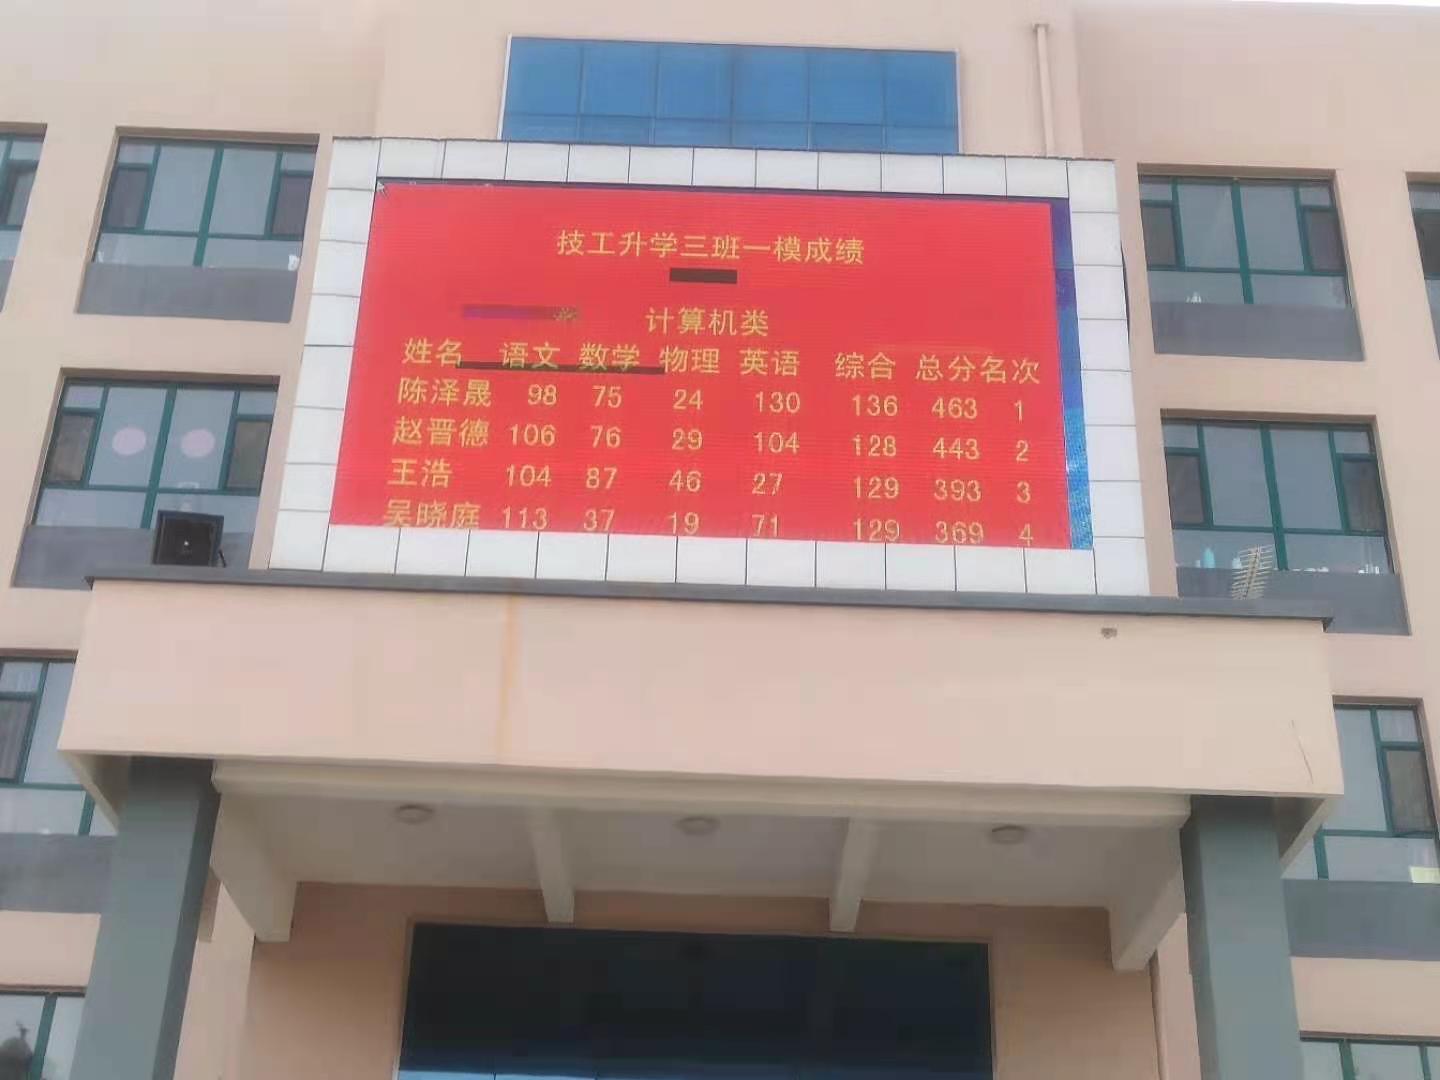 技工升学三班一模成绩
计算机类
姓名 语文 数学 物理 英语 综合 总分 名次
陈泽晟 98 75 24 130 136 463 1
赵晋德 106 76 29 104 128 443 2
王浩 104 87 46 27 129 393 3
吴晓庭 113 37 19 71 129 369 4